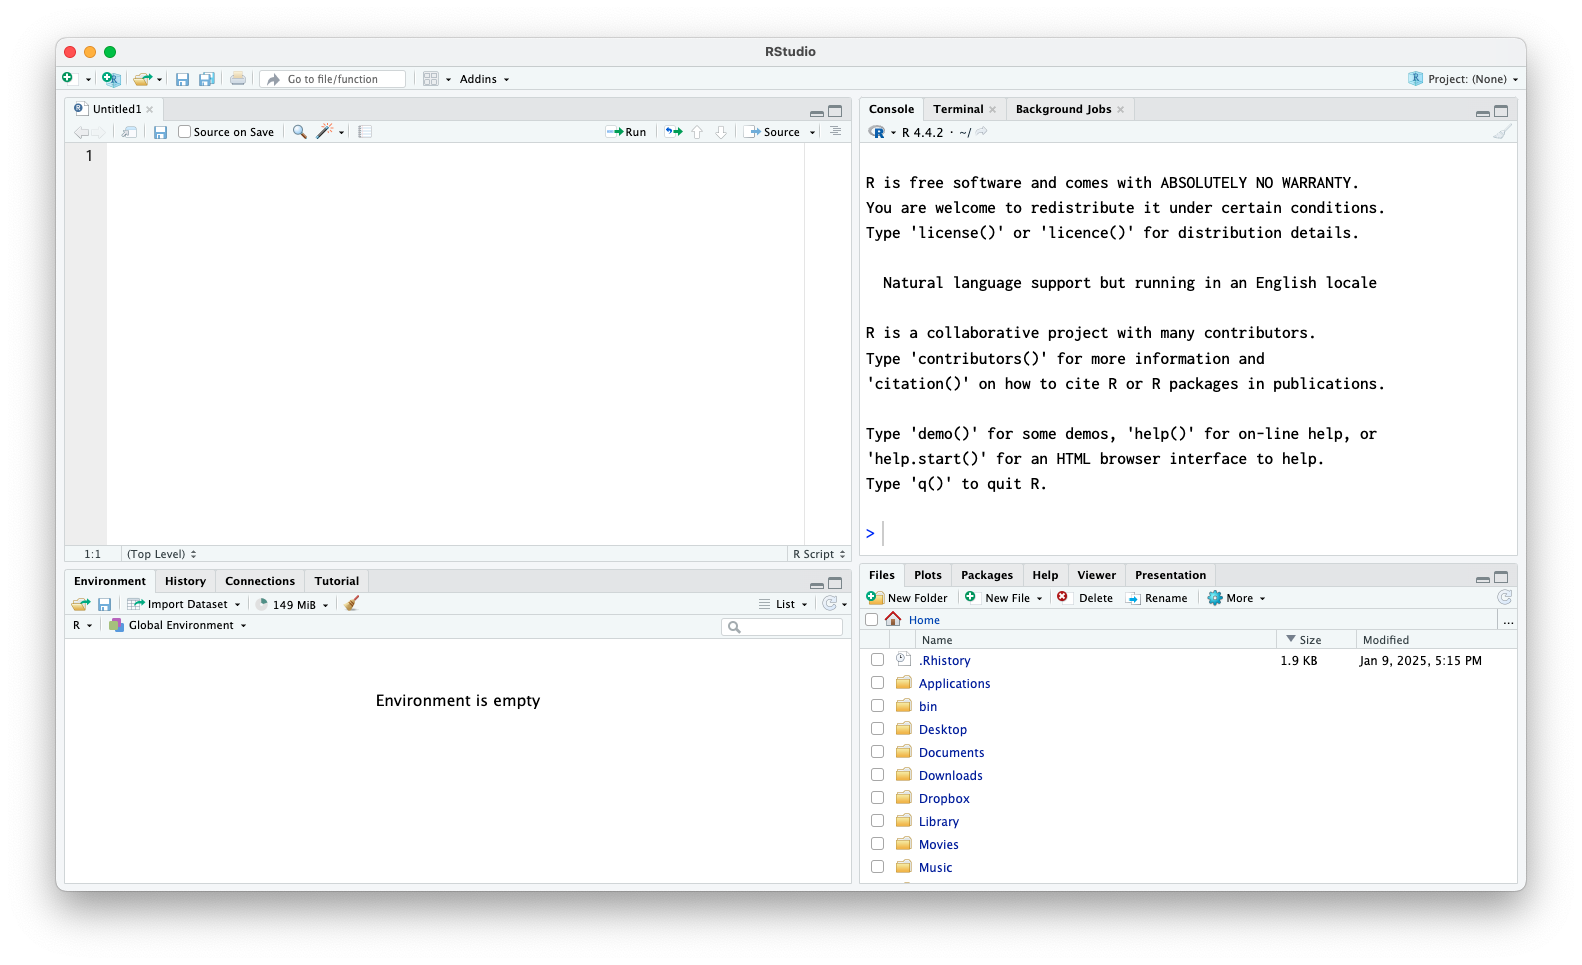 RStudio
Go to file/function
Addins
Project: (None)
Untitled1
Source on Save
Run
Source
1
1:1
(Top Level)
R Script
Console
Terminal
Background Jobs
R 4.4.2 · ~/
R is free software and comes with ABSOLUTELY NO WARRANTY.
You are welcome to redistribute it under certain conditions.
Type 'license()' or 'licence()' for distribution details.
Natural language support but running in an English locale
R is a collaborative project with many contributors.
Type 'contributors()' for more information and
'citation()' on how to cite R or R packages in publications.
Type 'demo()' for some demos, 'help()' for on-line help, or
'help.start()' for an HTML browser interface to help.
Type 'q()' to quit R.
>
Environment
History
Connections
Tutorial
Import Dataset
149 MiB
List
R
Global Environment
Environment is empty
Files
Plots
Packages
Help
Viewer
Presentation
New Folder
New File
Delete
Rename
More
Home
...
Name
Size
Modified
.Rhistory
1.9 KB
Jan 9, 2025, 5:15 PM
Applications
bin
Desktop
Documents
Downloads
Dropbox
Library
Movies
Music